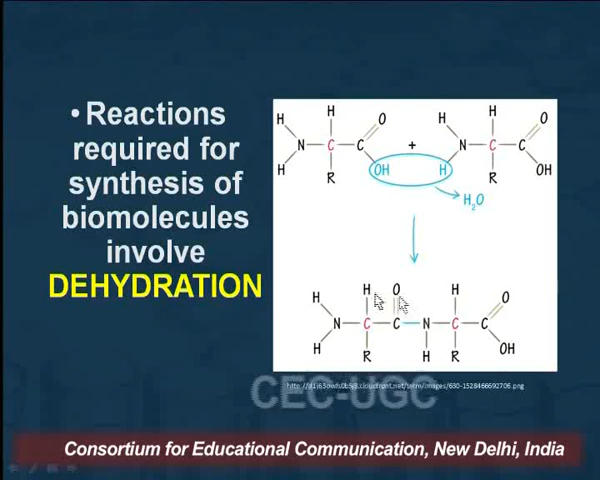 • Reactions
required for
synthesis of
biomolecules
involve
DEHYDRATION
H H O H H O
N C C + N C C
H R OH H R OH
H₂O
H H O H O
N C C N C C
H R H R OH
CEC-UGC
Consortium for Educational Communication, New Delhi, India